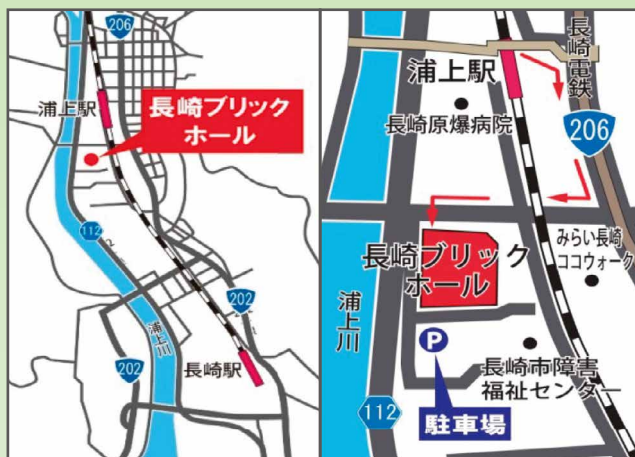 206
浦上駅
長崎ブリック
ホール
112
202
浦上川
202
長崎駅
長崎電鉄
浦上駅
長崎原爆病院
206
みらい長崎
ココウォーク
長崎ブリック
ホール
浦上川
P
長崎市障害
福祉センター
112
駐車場